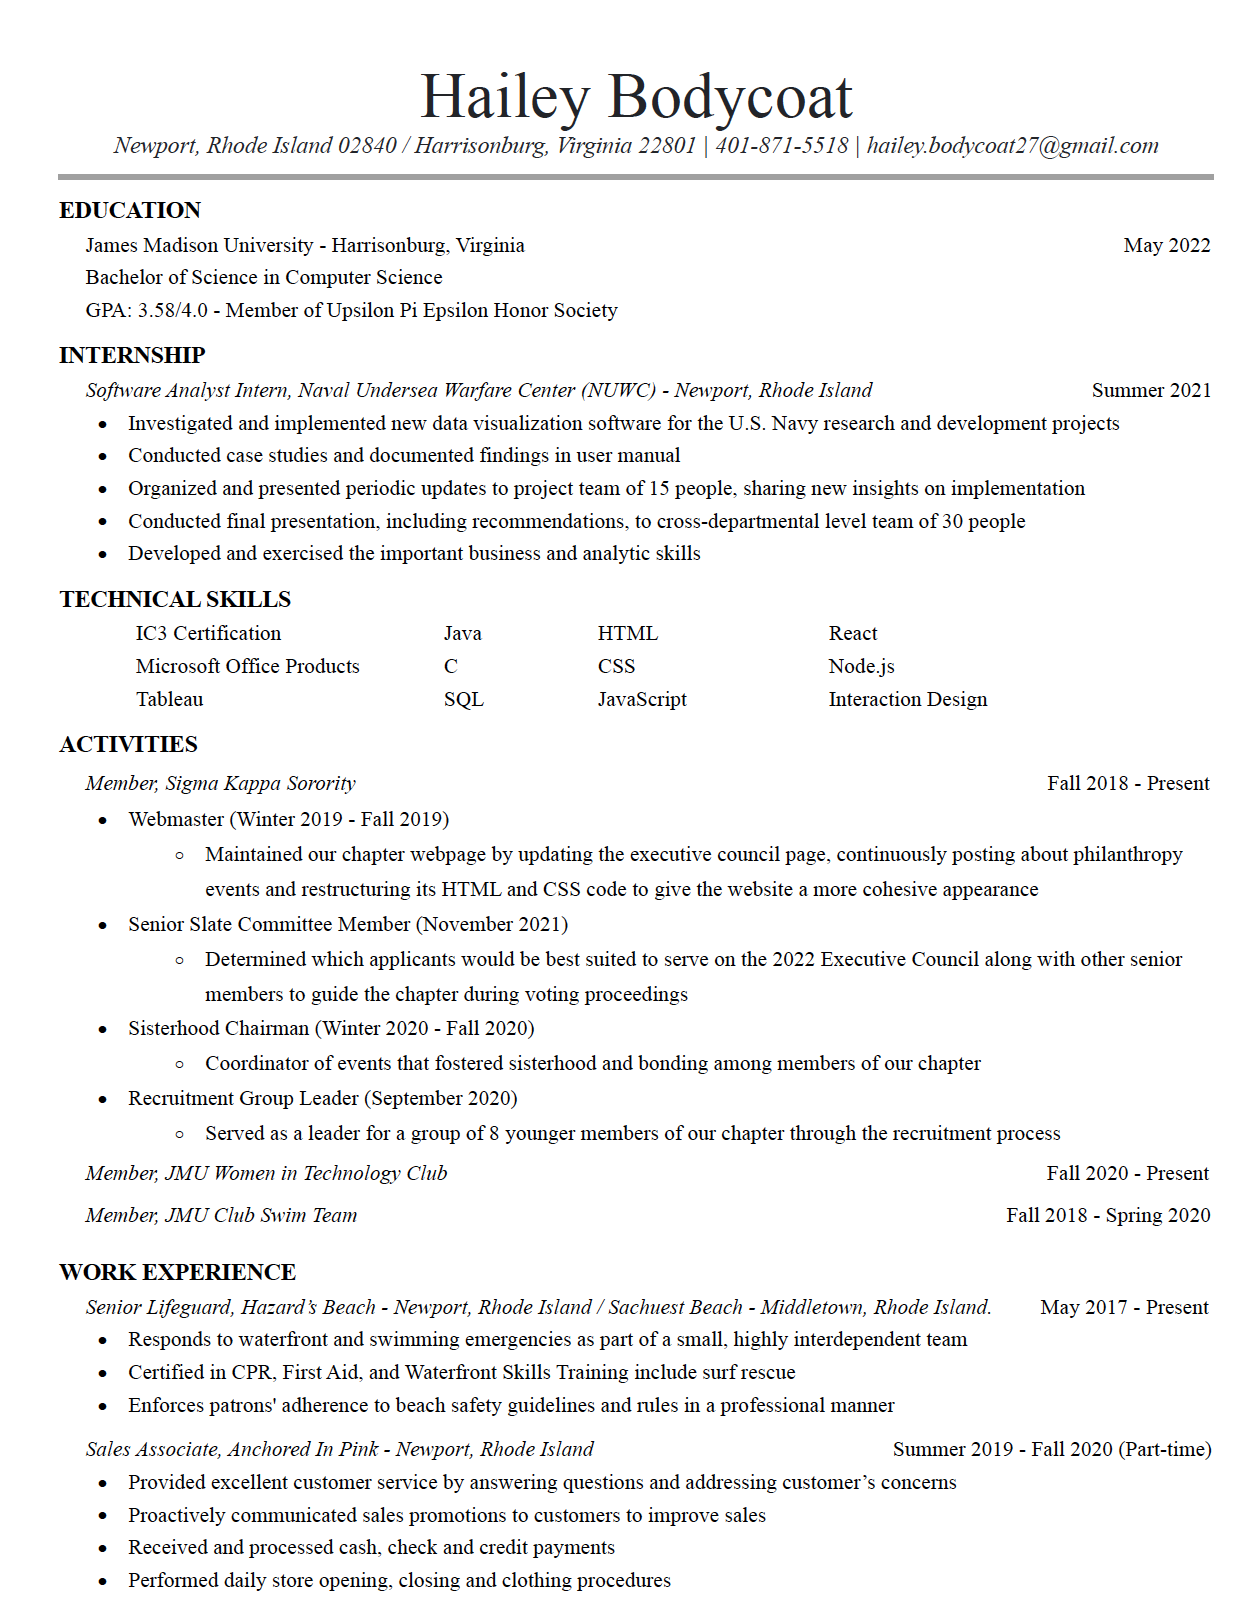 Hailey Bodycoat
Newport, Rhode Island 02840 / Harrisonburg, Virginia 22801 | 401-871-5518 | hailey.bodycoat27@gmail.com
EDUCATION
James Madison University - Harrisonburg, Virginia May 2022
Bachelor of Science in Computer Science
GPA: 3.58/4.0 - Member of Upsilon Pi Epsilon Honor Society
INTERNSHIP
Software Analyst Intern, Naval Undersea Warfare Center (NUWC) - Newport, Rhode Island Summer 2021
● Investigated and implemented new data visualization software for the U.S. Navy research and development projects
● Conducted case studies and documented findings in user manual
● Organized and presented periodic updates to project team of 15 people, sharing new insights on implementation
● Conducted final presentation, including recommendations, to cross-departmental level team of 30 people
● Developed and exercised the important business and analytic skills
TECHNICAL SKILLS
IC3 Certification Java HTML React
Microsoft Office Products C CSS Node.js
Tableau SQL JavaScript Interaction Design
ACTIVITIES
Member, Sigma Kappa Sorority Fall 2018 - Present
● Webmaster (Winter 2019 - Fall 2019)
○ Maintained our chapter webpage by updating the executive council page, continuously posting about philanthropy
events and restructuring its HTML and CSS code to give the website a more cohesive appearance
● Senior Slate Committee Member (November 2021)
○ Determined which applicants would be best suited to serve on the 2022 Executive Council along with other senior
members to guide the chapter during voting proceedings
● Sisterhood Chairman (Winter 2020 - Fall 2020)
○ Coordinator of events that fostered sisterhood and bonding among members of our chapter
● Recruitment Group Leader (September 2020)
○ Served as a leader for a group of 8 younger members of our chapter through the recruitment process
Member, JMU Women in Technology Club Fall 2020 - Present
Member, JMU Club Swim Team Fall 2018 - Spring 2020
WORK EXPERIENCE
Senior Lifeguard, Hazard’s Beach - Newport, Rhode Island / Sachuest Beach - Middletown, Rhode Island. May 2017 - Present
● Responds to waterfront and swimming emergencies as part of a small, highly interdependent team
● Certified in CPR, First Aid, and Waterfront Skills Training include surf rescue
● Enforces patrons' adherence to beach safety guidelines and rules in a professional manner
Sales Associate, Anchored In Pink - Newport, Rhode Island Summer 2019 - Fall 2020 (Part-time)
● Provided excellent customer service by answering questions and addressing customer’s concerns
● Proactively communicated sales promotions to customers to improve sales
● Received and processed cash, check and credit payments
● Performed daily store opening, closing and clothing procedures